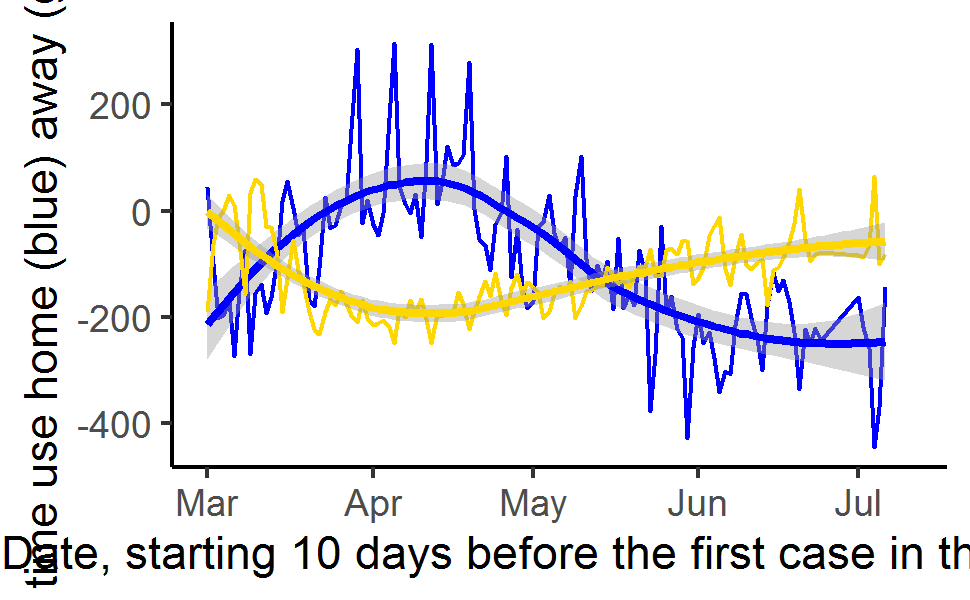 time use home (blue) away (
200
0
-200
-400
Mar Apr May Jun Jul
Date, starting 10 days before the first case in th